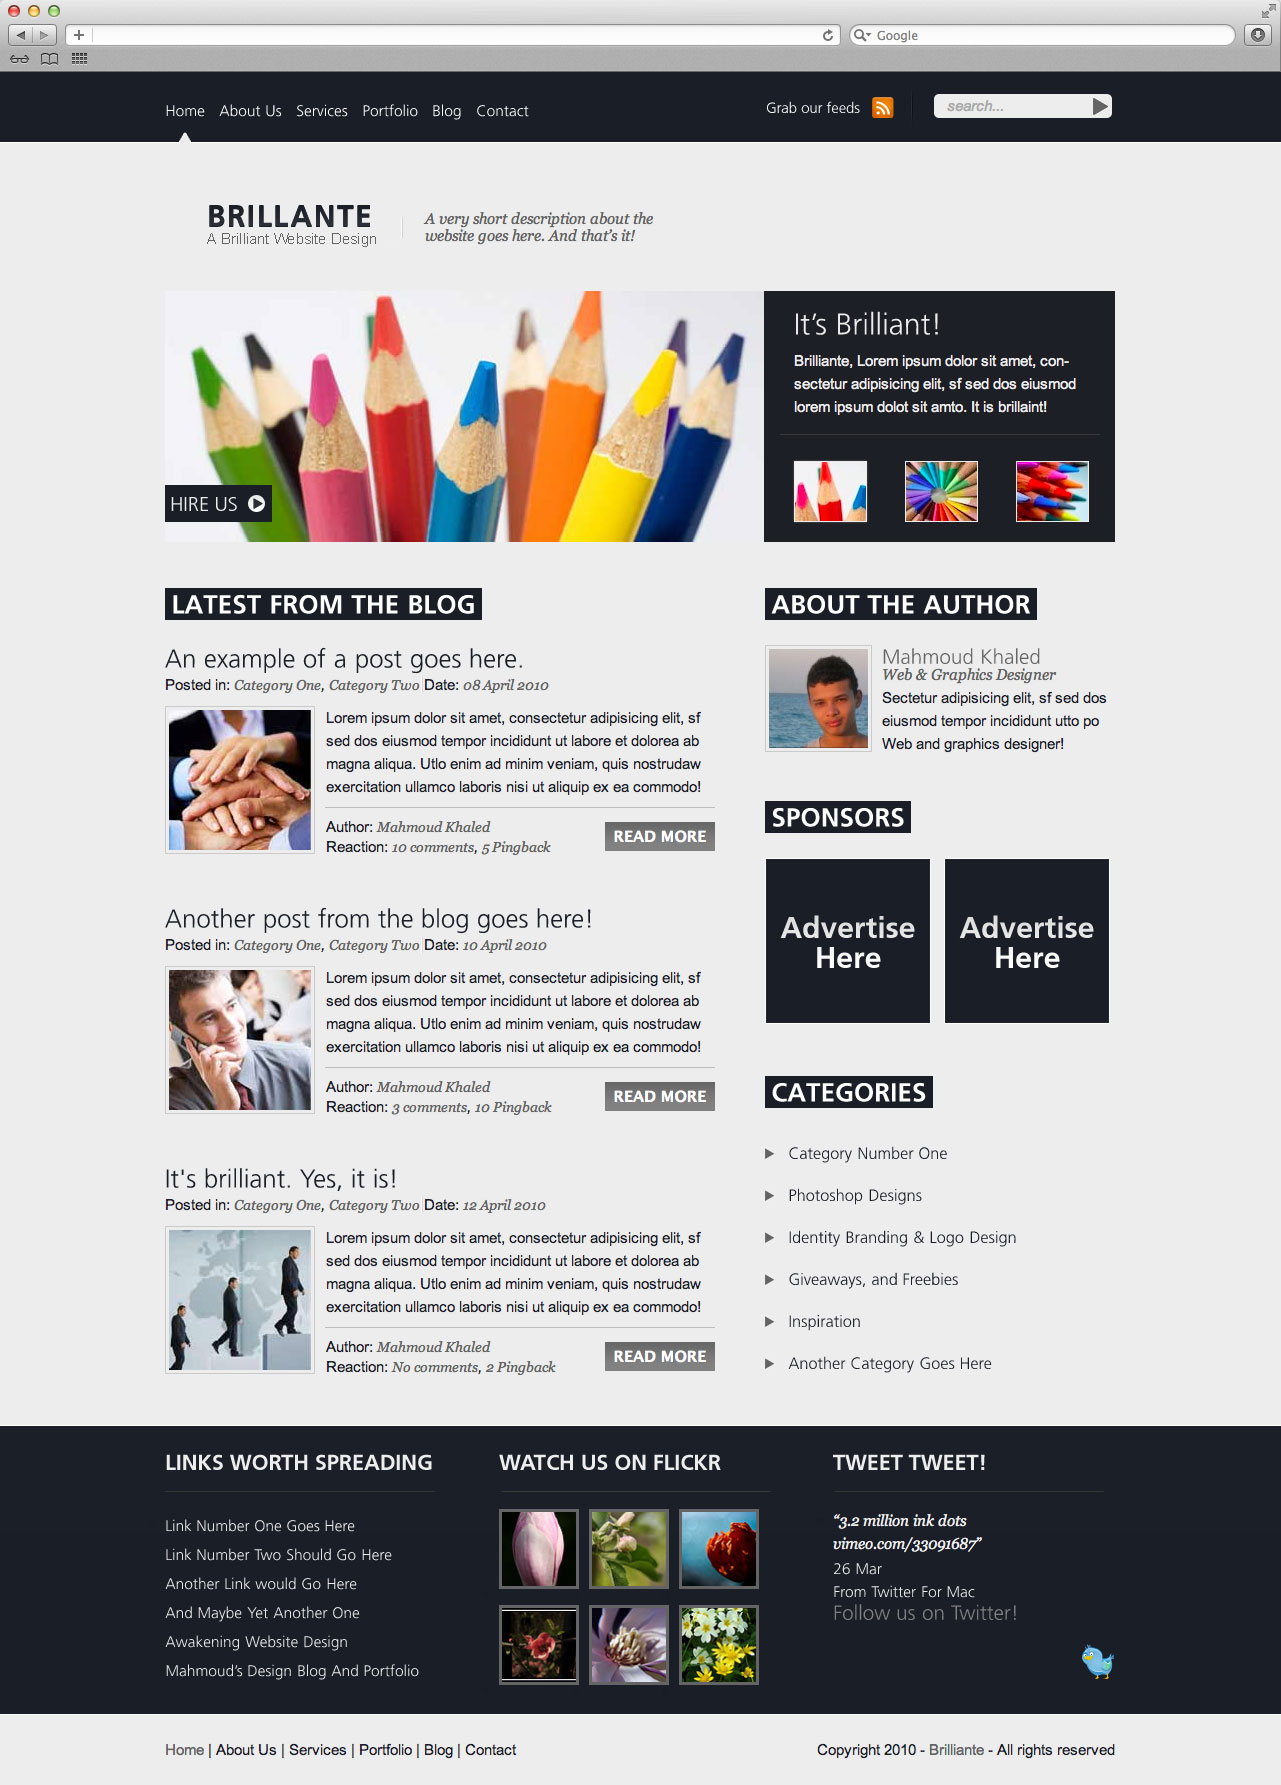 Google
Home About Us Services Portfolio Blog Contact
Grab our feeds
search...
BRILLANTE
A Brilliant Website Design
A very short description about the
website goes here. And that's it!
HIRE US
It's Brilliant!
Brilliante, Lorem ipsum dolor sit amet, con-
sectetur adipisicing elit, sf sed dos eiusmod
lorem ipsum dolot sit amto. It is brillaint!
LATEST FROM THE BLOG
An example of a post goes here.
Posted in: Category One, Category Two Date: 08 April 2010
Lorem ipsum dolor sit amet, consectetur adipisicing elit, sf
sed dos eiusmod tempor incididunt ut labore et dolorea ab
magna aliqua. Utlo enim ad minim veniam, quis nostrudaw
exercitation ullamco laboris nisi ut aliquip ex ea commodo!
Author: Mahmoud Khaled
Reaction: 10 comments, 5 Pingback
READ MORE
Another post from the blog goes here!
Posted in: Category One, Category Two Date: 10 April 2010
Lorem ipsum dolor sit amet, consectetur adipisicing elit, sf
sed dos eiusmod tempor incididunt ut labore et dolorea ab
magna aliqua. Utlo enim ad minim veniam, quis nostrudaw
exercitation ullamco laboris nisi ut aliquip ex ea commodo!
Author: Mahmoud Khaled
Reaction: 3 comments, 10 Pingback
READ MORE
It's brilliant. Yes, it is!
Posted in: Category One, Category Two Date: 12 April 2010
Lorem ipsum dolor sit amet, consectetur adipisicing elit, sf
sed dos eiusmod tempor incididunt ut labore et dolorea ab
magna aliqua. Utlo enim ad minim veniam, quis nostrudaw
exercitation ullamco laboris nisi ut aliquip ex ea commodo!
Author: Mahmoud Khaled
Reaction: No comments, 2 Pingback
READ MORE
ABOUT THE AUTHOR
Mahmoud Khaled
Web & Graphics Designer
Sectetur adipisicing elit, sf sed dos
eiusmod tempor incididunt utto po
Web and graphics designer!
SPONSORS
Advertise
Here
Advertise
Here
CATEGORIES
Category Number One
Photoshop Designs
Identity Branding & Logo Design
Giveaways, and Freebies
Inspiration
Another Category Goes Here
LINKS WORTH SPREADING
Link Number One Goes Here
Link Number Two Should Go Here
Another Link would Go Here
And Maybe Yet Another One
Awakening Website Design
Mahmoud's Design Blog And Portfolio
WATCH US ON FLICKR
TWEET TWEET!
“3.2 million ink dots
vimeo.com/33091687”
26 Mar
From Twitter For Mac
Follow us on Twitter!
Home | About Us | Services | Portfolio | Blog | Contact
Copyright 2010 - Brilliante - All rights reserved